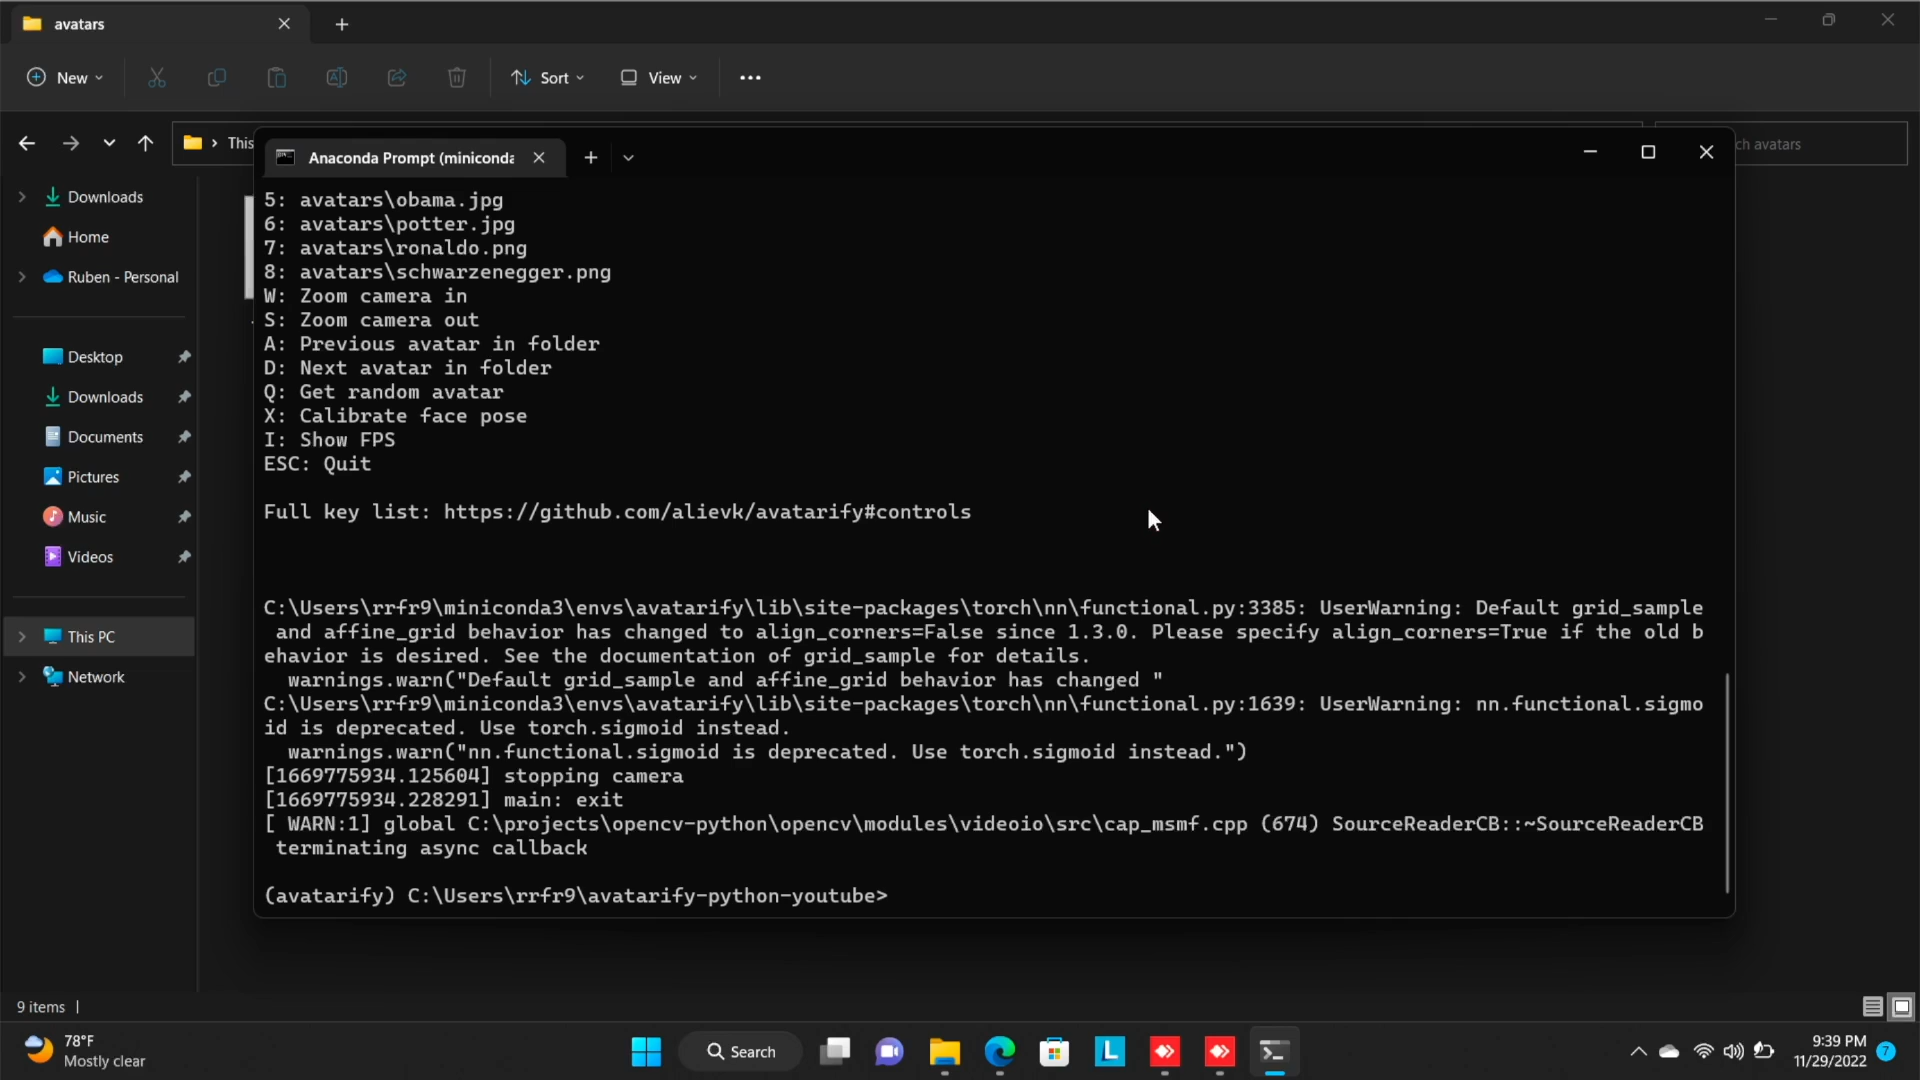 avatars
New
Sort
View
This
ch avatars
Anaconda Prompt (miniconda
Downloads
Home
Ruben - Personal
Desktop
Downloads
Documents
Pictures
Music
Videos
This PC
Network
5: avatars\obama.jpg
6: avatars\potter.jpg
7: avatars\ronaldo.png
8: avatars\schwarzenegger.png
W: Zoom camera in
S: Zoom camera out
A: Previous avatar in folder
D: Next avatar in folder
Q: Get random avatar
X: Calibrate face pose
I: Show FPS
ESC: Quit
Full key list: https://github.com/alievk/avatarify#controls
C:\Users\rrfr9\miniconda3\envs\avatarify\lib\site-packages\torch\nn\functional.py:3385: UserWarning: Default grid_sample
and affine_grid behavior has changed to align_corners=False since 1.3.0. Please specify align_corners=True if the old b
ehavior is desired. See the documentation of grid_sample for details.
warnings.warn("Default grid_sample and affine_grid behavior has changed "
C:\Users\rrfr9\miniconda3\envs\avatarify\lib\site-packages\torch\nn\functional.py:1639: UserWarning: nn.functional.sigmo
id is deprecated. Use torch.sigmoid instead.
warnings.warn("nn.functional.sigmoid is deprecated. Use torch.sigmoid instead.")
[1669775934.125604] stopping camera
[1669775934.228291] main: exit
[ WARN:1] global C:\projects\opencv-python\opencv\modules\videoio\src\cap_msmf.cpp (674) SourceReaderCB::~SourceReaderCB
terminating async callback
(avatarify) C:\Users\rrfr9\avatarify-python-youtube>
9 items
78°F
Mostly clear
Search
L
9:39 PM
11/29/2022
7